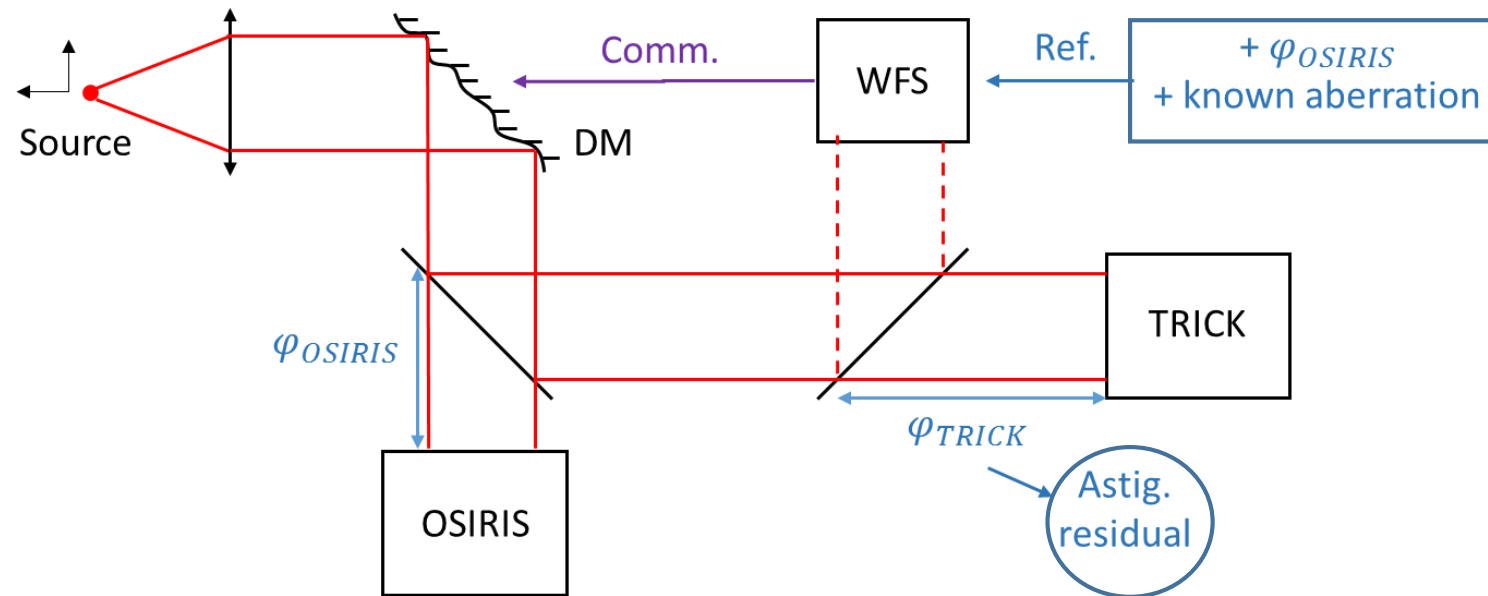 Comm.
WFS
Ref.
+ φ_OSIRIS
+ known aberration
Source
DM
φ_OSIRIS
TRICK
φ_TRICK
OSIRIS
Astig.
residual